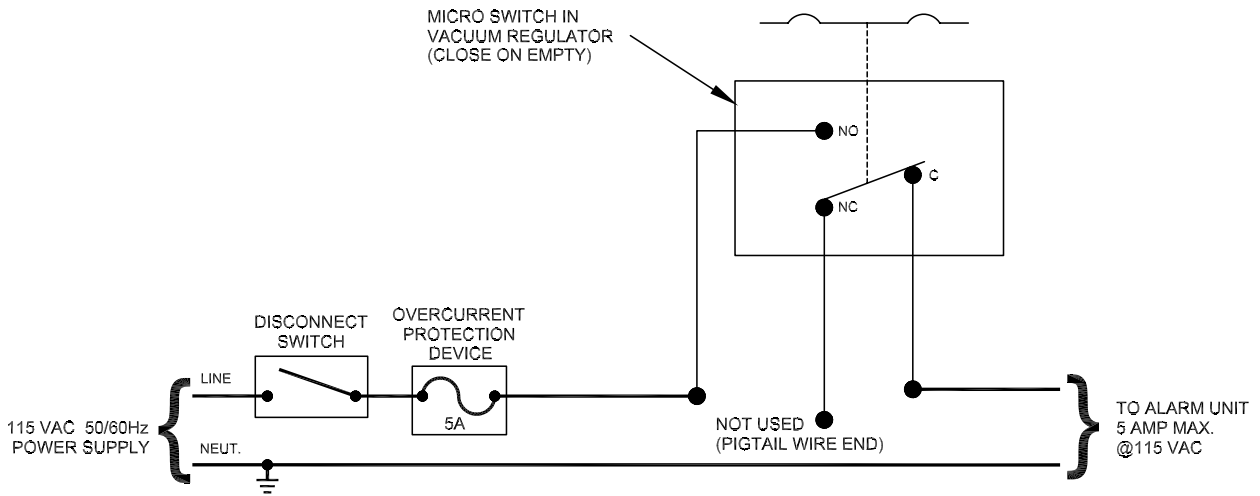 MICRO SWITCH IN
VACUUM REGULATOR
(CLOSE ON EMPTY)
NO
C
NC
OVERCURRENT
PROTECTION
DEVICE
DISCONNECT
SWITCH
LINE
5A
115 VAC 50/60Hz
POWER SUPPLY
NEUT.
NOT USED
(PIGTAIL WIRE END)
TO ALARM UNIT
5 AMP MAX.
@115 VAC